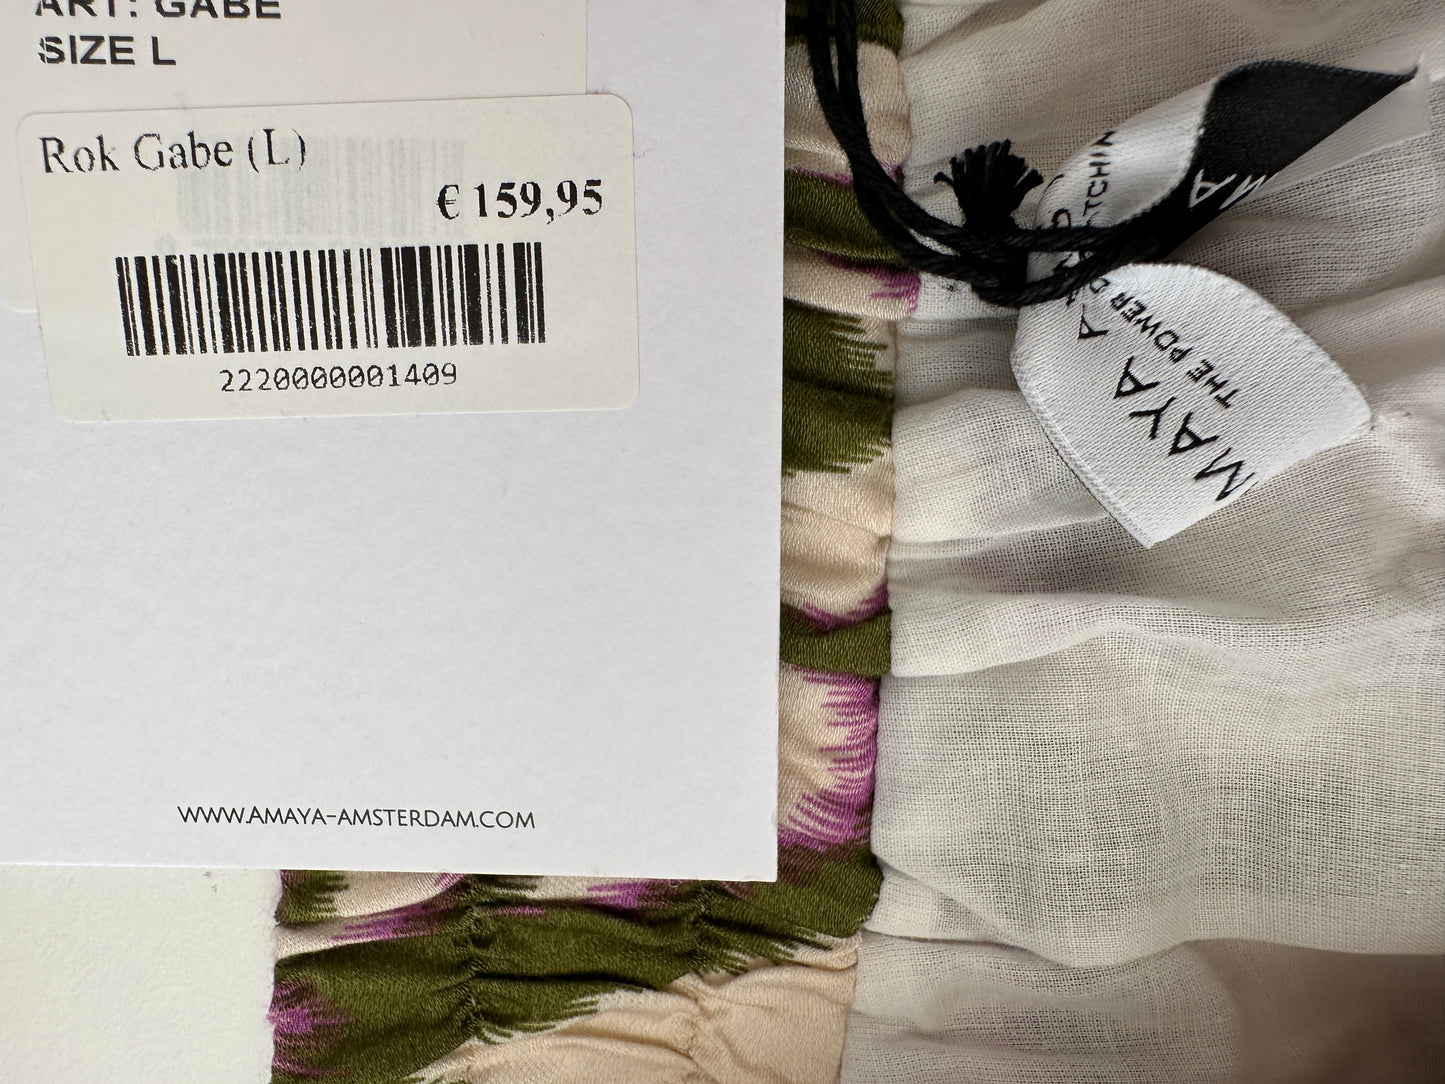 ART: GABE
SIZE L
Rok Gabe (L)
€ 159,95
2220000001409
WWW.AMAYA-AMSTERDAM.COM
MAYA
THE POWER